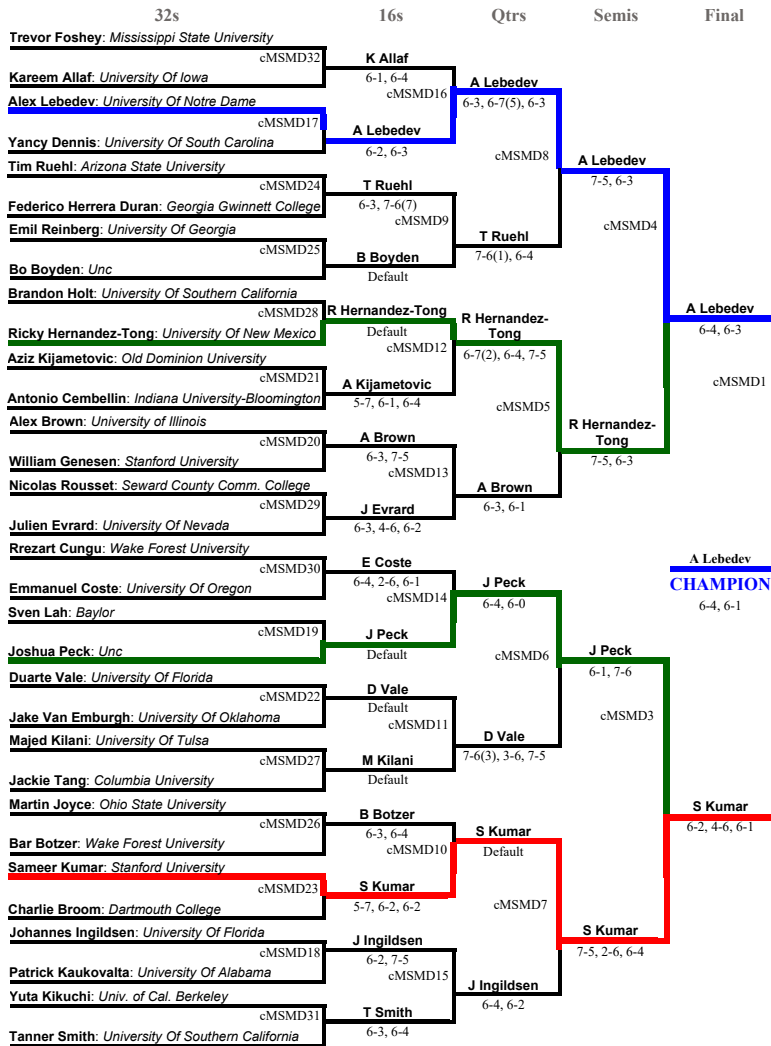 32s
16s
Qtrs
Semis
Final
Trevor Foshey: Mississippi State University
cMSMD32
Kareem Allaf: University Of Iowa
Alex Lebedev: University Of Notre Dame
cMSMD17
Yancy Dennis: University Of South Carolina
Tim Ruehl: Arizona State University
cMSMD24
Federico Herrera Duran: Georgia Gwinnett College
Emil Reinberg: University Of Georgia
cMSMD25
Bo Boyden: Unc
Brandon Holt: University Of Southern California
cMSMD28
Ricky Hernandez-Tong: University Of New Mexico
Aziz Kijametovic: Old Dominion University
cMSMD21
Antonio Cembellin: Indiana University-Bloomington
Alex Brown: University of Illinois
cMSMD20
William Genesen: Stanford University
Nicolas Rousset: Seward County Comm. College
cMSMD29
Julien Evrard: University Of Nevada
Rrezart Cungu: Wake Forest University
cMSMD30
Emmanuel Coste: University Of Oregon
Sven Lah: Baylor
cMSMD19
Joshua Peck: Unc
Duarte Vale: University Of Florida
cMSMD22
Jake Van Emburgh: University Of Oklahoma
Majed Kilani: University Of Tulsa
cMSMD27
Jackie Tang: Columbia University
Martin Joyce: Ohio State University
cMSMD26
Bar Botzer: Wake Forest University
Sameer Kumar: Stanford University
cMSMD23
Charlie Broom: Dartmouth College
Johannes Ingildsen: University Of Florida
cMSMD18
Patrick Kaukovalta: University Of Alabama
Yuta Kikuchi: Univ. of Cal. Berkeley
cMSMD31
Tanner Smith: University Of Southern California
K Allaf
6-1, 6-4
cMSMD16
A Lebedev
6-2, 6-3
T Ruehl
6-3, 7-6(7)
cMSMD9
B Boyden
Default
R Hernandez-Tong
Default
cMSMD12
A Kijametovic
5-7, 6-1, 6-4
A Brown
6-3, 7-5
cMSMD13
J Evrard
6-3, 4-6, 6-2
E Coste
6-4, 2-6, 6-1
cMSMD14
J Peck
Default
D Vale
Default
cMSMD11
M Kilani
Default
B Botzer
6-3, 6-4
cMSMD10
S Kumar
5-7, 6-2, 6-2
J Ingildsen
6-2, 7-5
cMSMD15
T Smith
6-3, 6-4
A Lebedev
6-3, 6-7(5), 6-3
cMSMD8
T Ruehl
7-6(1), 6-4
R Hernandez-
Tong
6-7(2), 6-4, 7-5
cMSMD5
A Brown
6-3, 6-1
J Peck
6-4, 6-0
cMSMD6
D Vale
7-6(3), 3-6, 7-5
S Kumar
Default
cMSMD7
J Ingildsen
6-4, 6-2
A Lebedev
7-5, 6-3
cMSMD4
R Hernandez-
Tong
7-5, 6-3
J Peck
6-1, 7-6
cMSMD3
S Kumar
7-5, 2-6, 6-4
A Lebedev
6-4, 6-3
cMSMD1
A Lebedev
CHAMPION
6-4, 6-1
S Kumar
6-2, 4-6, 6-1